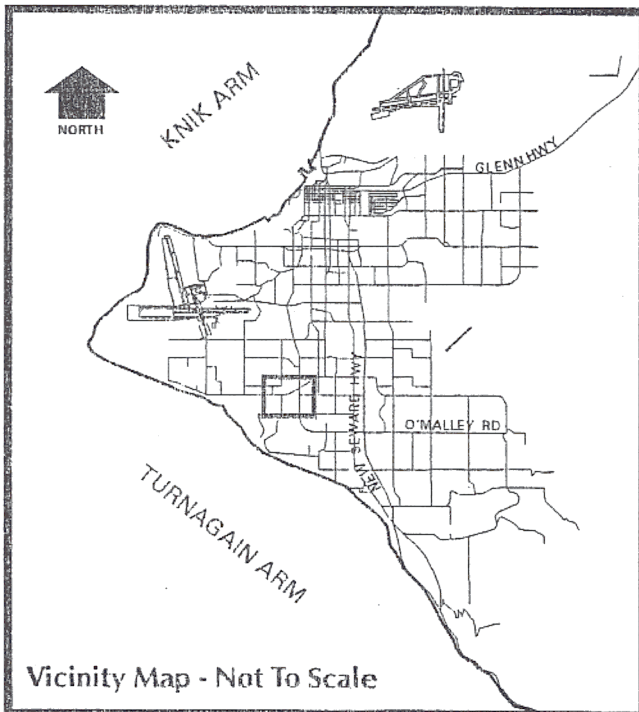 NORTH
KNIK ARM
GLENN HWY
NEW SEWARD HWY
O'MALLEY RD
TURNAGAIN ARM
Vicinity Map - Not To Scale